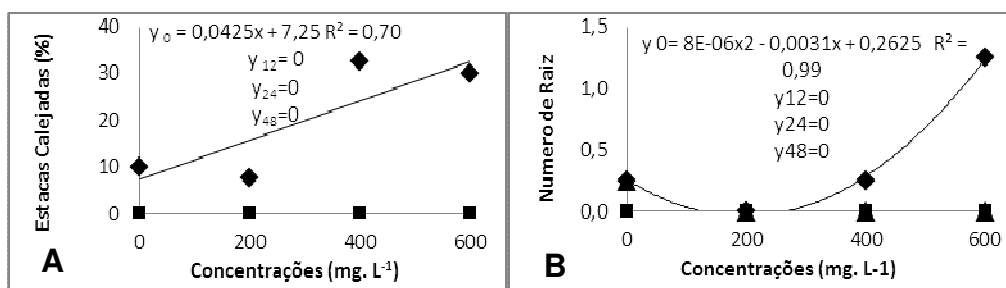 40
30
20
10
0
Estacas Calejadas (%)
y 0 = 0,0425x + 7,25 R² = 0,70
y 12= 0
y24=0
y48=0
0 200 400 600
A Concentrações (mg. L-1)
1,5
1,0
0,5
0,0
Numero de Raiz
y 0= 8E-06x2 - 0,0031x + 0,2625 R² =
0,99
y12=0
y24=0
y48=0
0 200 400 600
B Concentrações (mg. L-1)